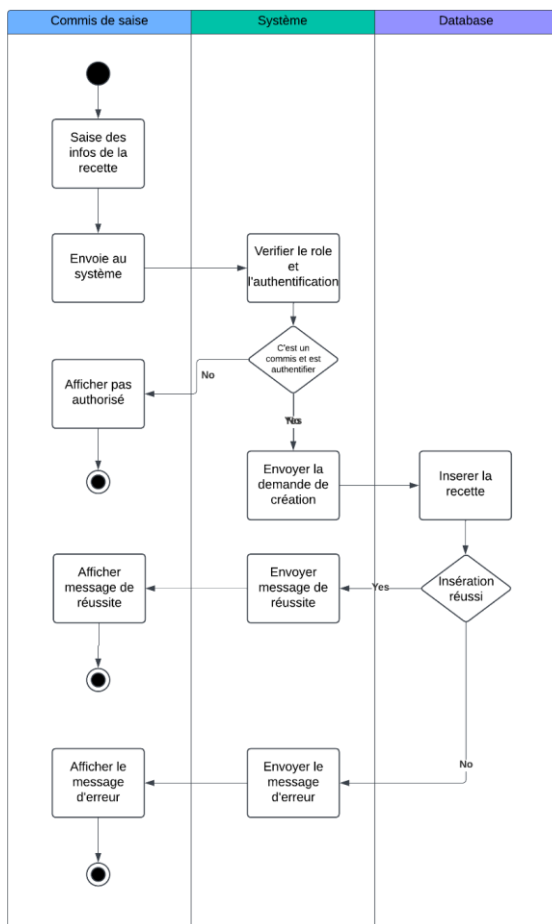 Commis de saise
Système
Database
Saise des
infos de la
recette
Envoie au
système
Verifier le role
et
l'authentification
C'est un
commis et est
authentifier
No
Afficher pas
authorisé
Yes
Envoyer la
demande de
création
Inserer la
recette
Insération
réussi
Yes
Envoyer
message de
réussite
Afficher
message de
réussite
No
Envoyer le
message
d'erreur
Afficher le
message
d'erreur